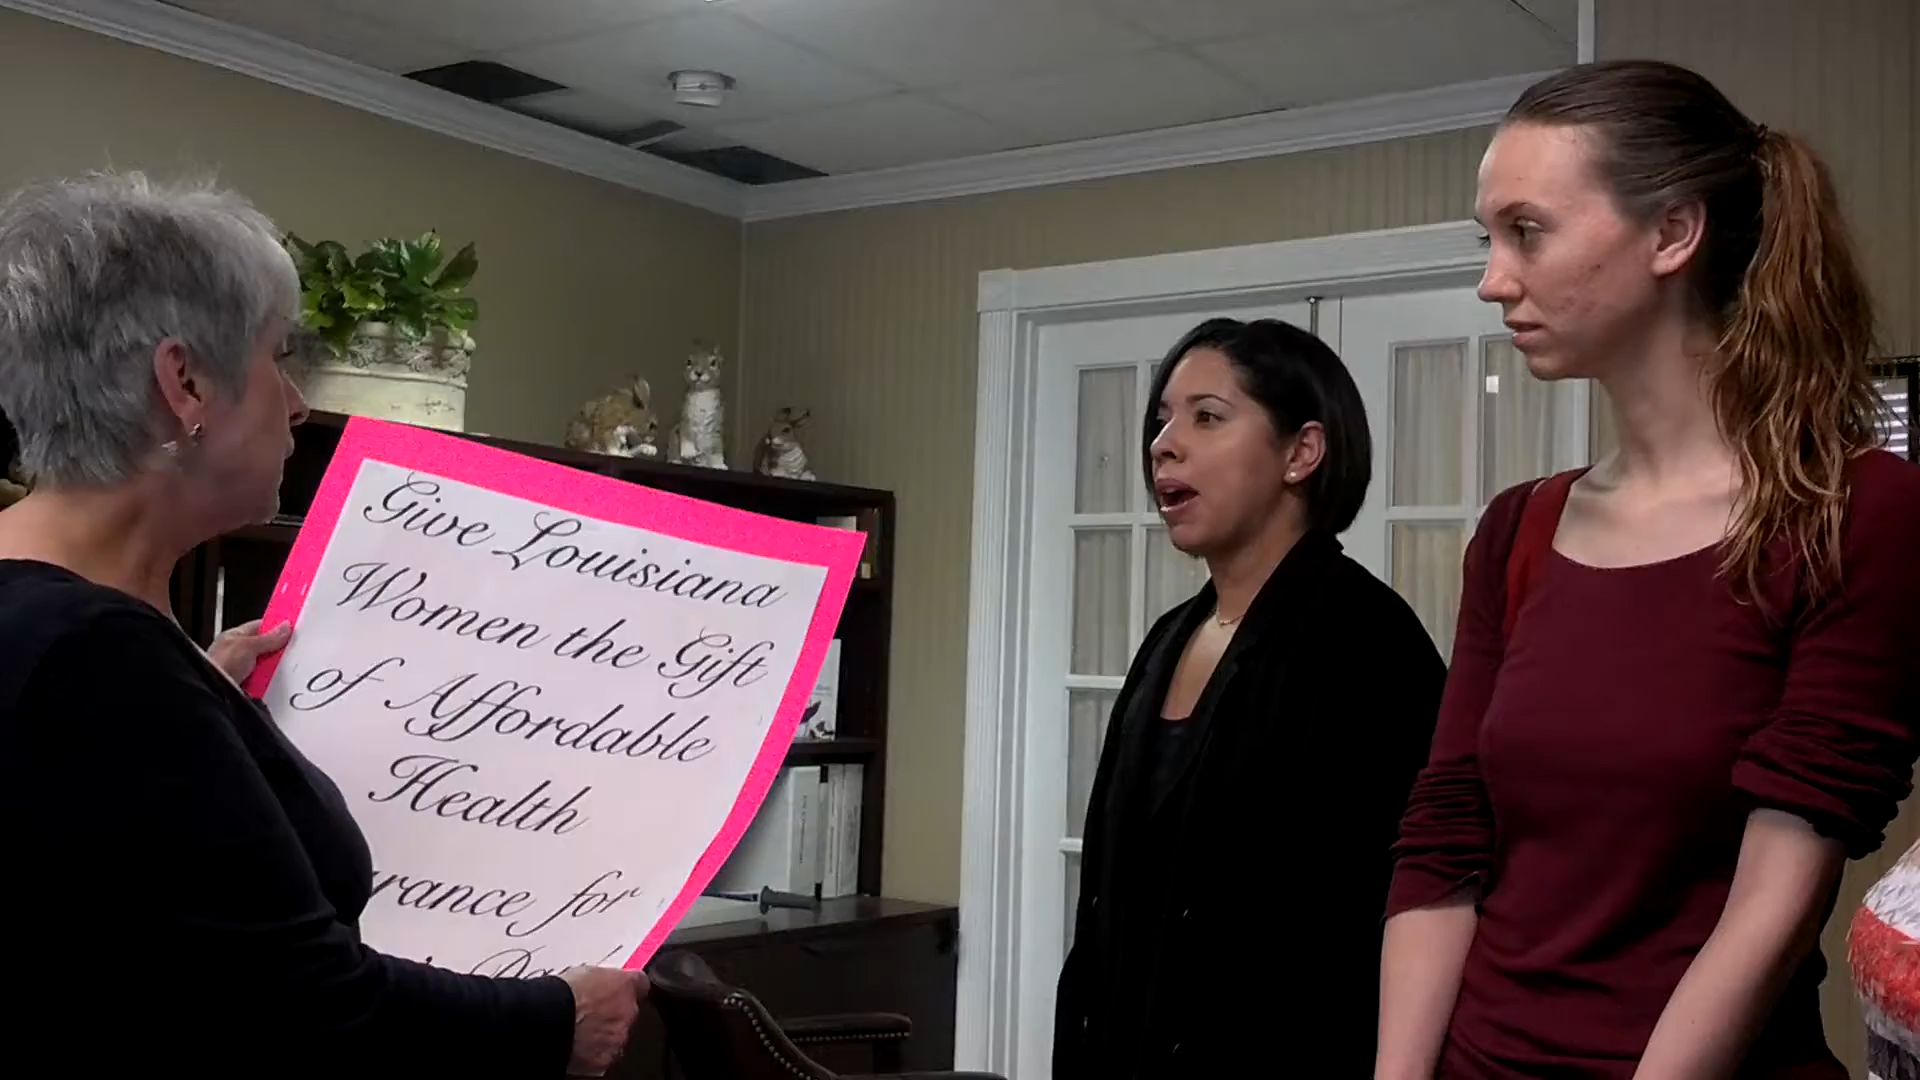 Give Louisiana
Women the Gift
of Affordable
Health
rance for